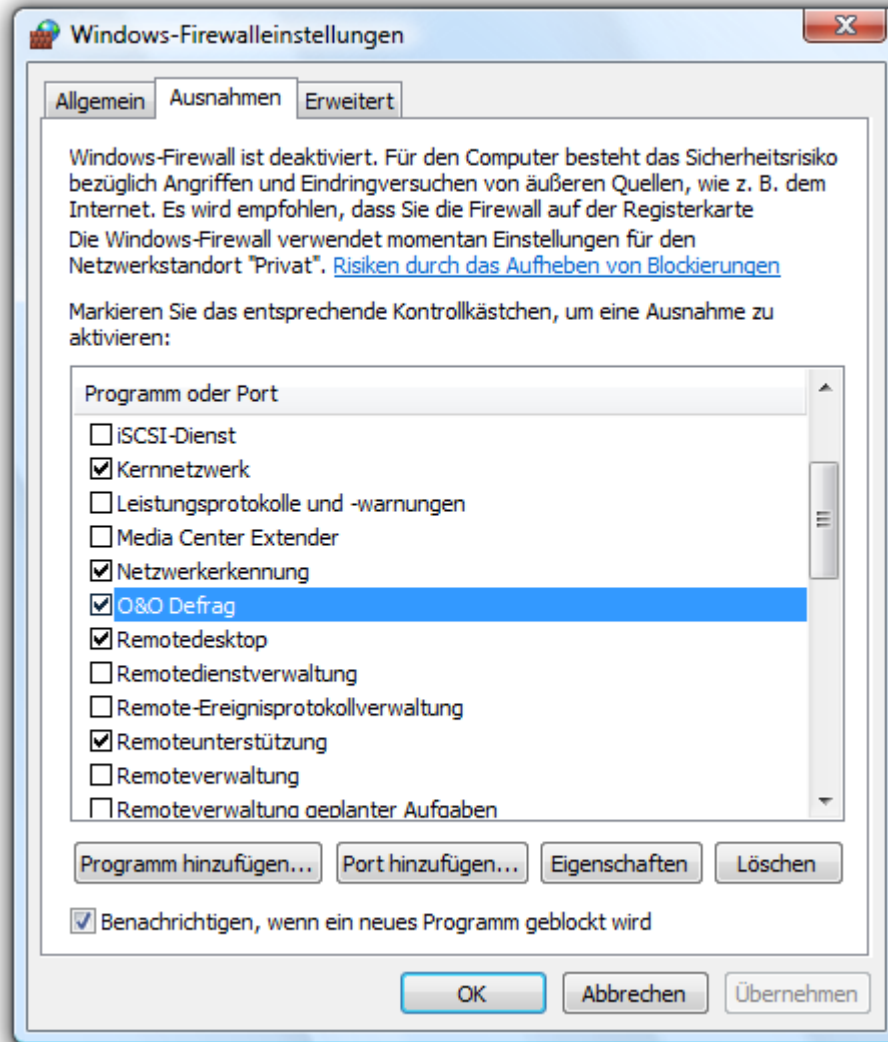 Windows-Firewalleinstellungen
Allgemein
Ausnahmen
Erweitert
Windows-Firewall ist deaktiviert. Für den Computer besteht das Sicherheitsrisiko
bezüglich Angriffen und Eindringversuchen von äußeren Quellen, wie z. B. dem
Internet. Es wird empfohlen, dass Sie die Firewall auf der Registerkarte
Die Windows-Firewall verwendet momentan Einstellungen für den
Netzwerkstandort "Privat". Risiken durch das Aufheben von Blockierungen
Markieren Sie das entsprechende Kontrollkästchen, um eine Ausnahme zu
aktivieren:
Programm oder Port
iSCSI-Dienst
Kernnetzwerk
Leistungsprotokolle und -warnungen
Media Center Extender
Netzwerkerkennung
O&O Defrag
Remotedesktop
Remotedienstverwaltung
Remote-Ereignisprotokollverwaltung
Remoteunterstützung
Remoteverwaltung
Remoteverwaltung geplanter Aufgaben
Programm hinzufügen...
Port hinzufügen...
Eigenschaften
Löschen
Benachrichtigen, wenn ein neues Programm geblockt wird
OK
Abbrechen
Übernehmen